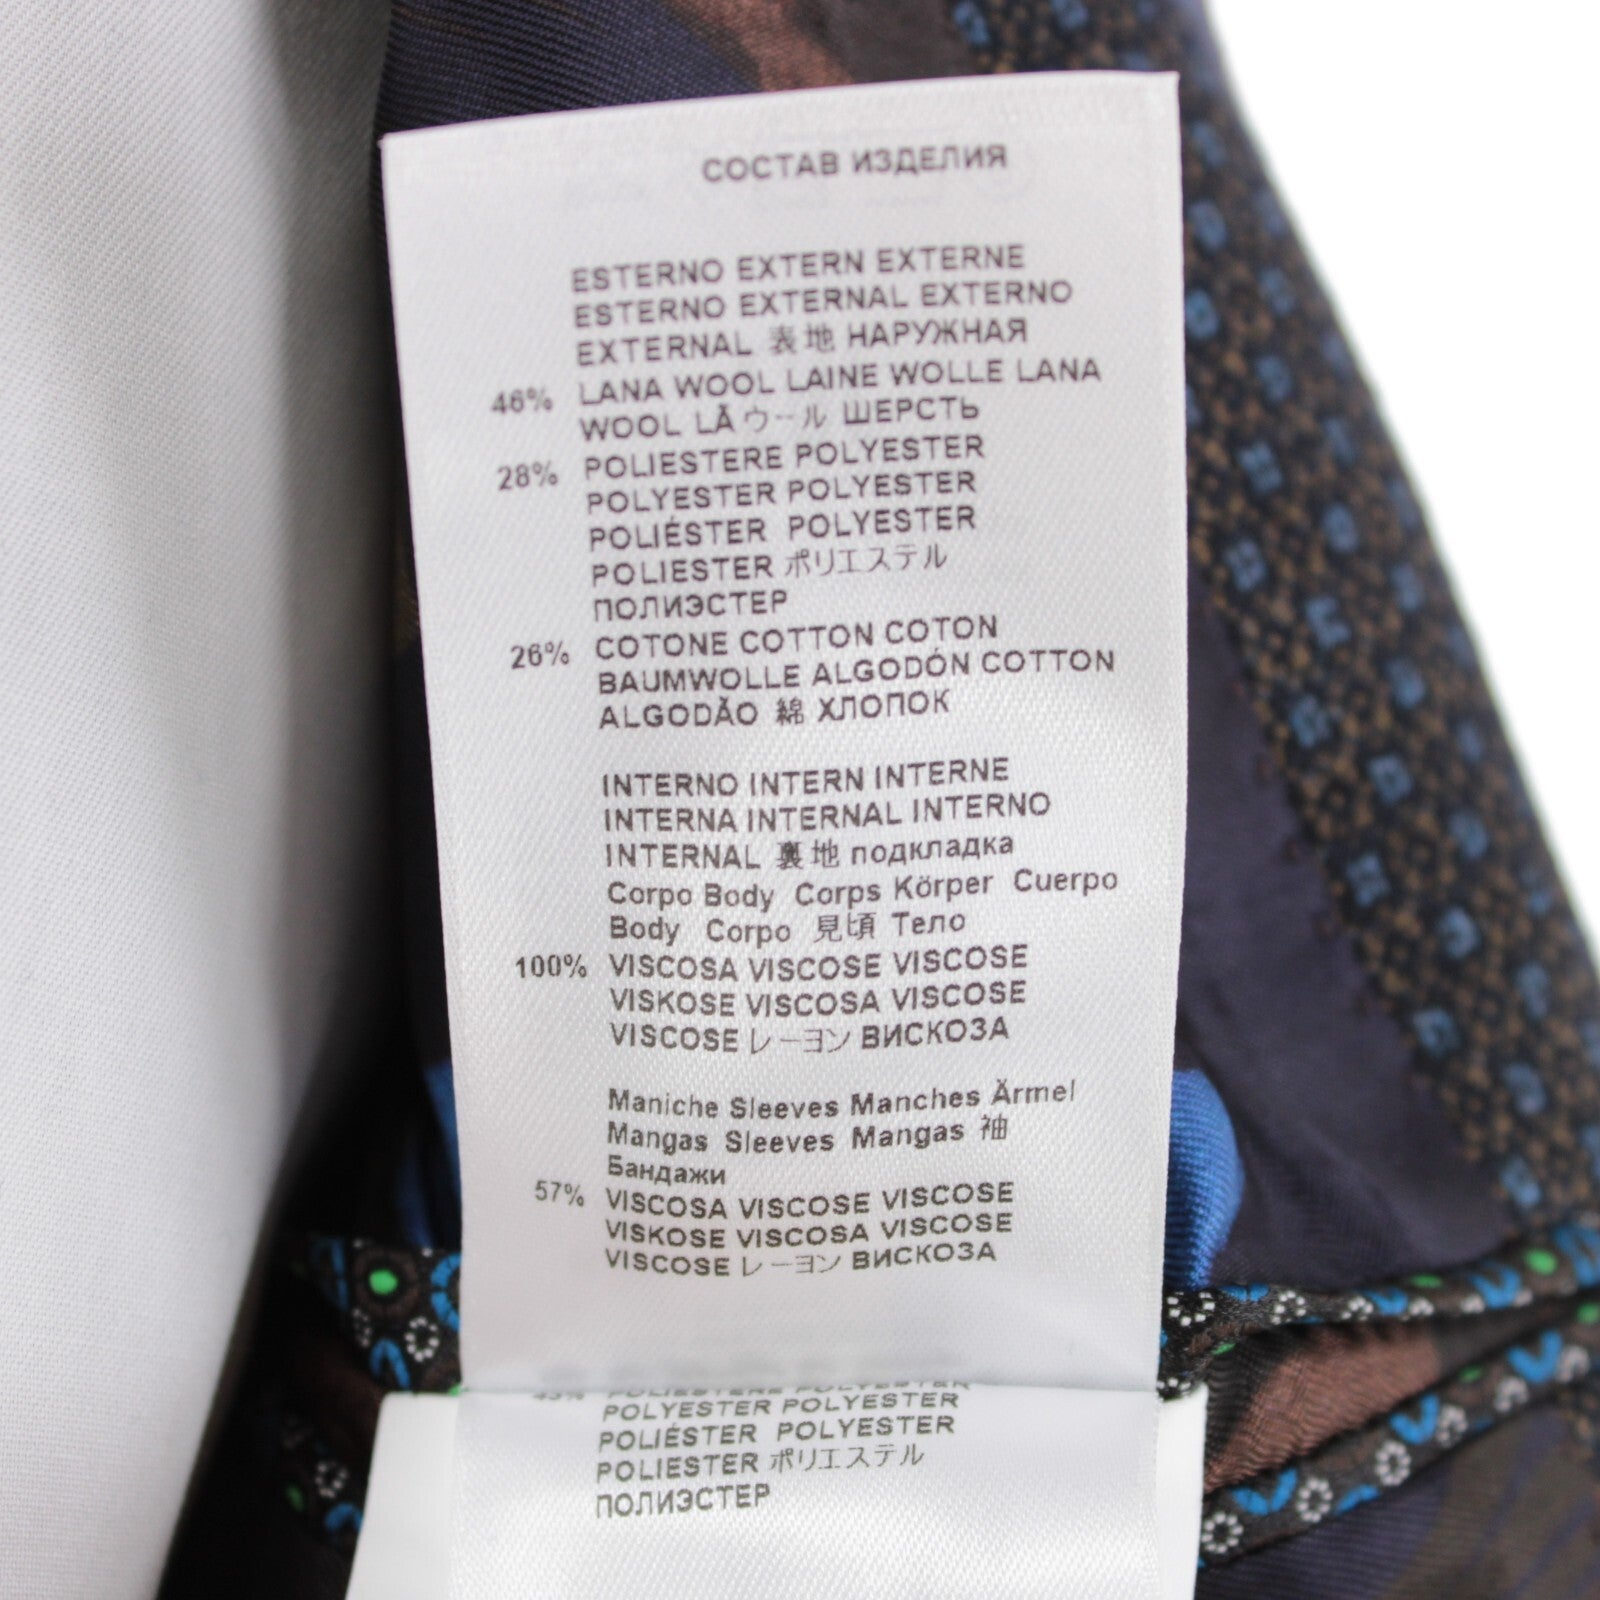 СОСТАВ ИЗДЕЛИЯ
ESTERNO EXTERN EXTERNE
ESTERNO EXTERNAL EXTERNO
EXTERNAL 表地 НАРУЖНАЯ
46% LANA WOOL LAINE WOLLE LANA
WOOL LÃ ウール ШЕРСТЬ
28% POLIESTERE POLYESTER
POLYESTER POLYESTER
POLIÉSTER POLYESTER
POLIESTER ポリエステル
ПОЛИЭСТЕР
26% COTONE COTTON COTON
BAUMWOLLE ALGODÓN COTTON
ALGODÃO 綿 ХЛОПОК
INTERNO INTERN INTERNE
INTERNA INTERNAL INTERNO
INTERNAL 裏地 подкладка
Corpo Body Corps Körper Cuerpo
Body Corpo 見頃 Тело
100% VISCOSA VISCOSE VISCOSE
VISKOSE VISCOSA VISCOSE
VISCOSE レーヨン ВИСКОЗА
Maniche Sleeves Manches Ärmel
Mangas Sleeves Mangas 袖
Бандажи
57% VISCOSA VISCOSE VISCOSE
VISKOSE VISCOSA VISCOSE
VISCOSE レーヨン ВИСКОЗА
43% POLIESTERE POLYESTER
POLYESTER POLYESTER
POLIÉSTER POLYESTER
POLIESTER ポリエステル
ПОЛИЭСТЕР